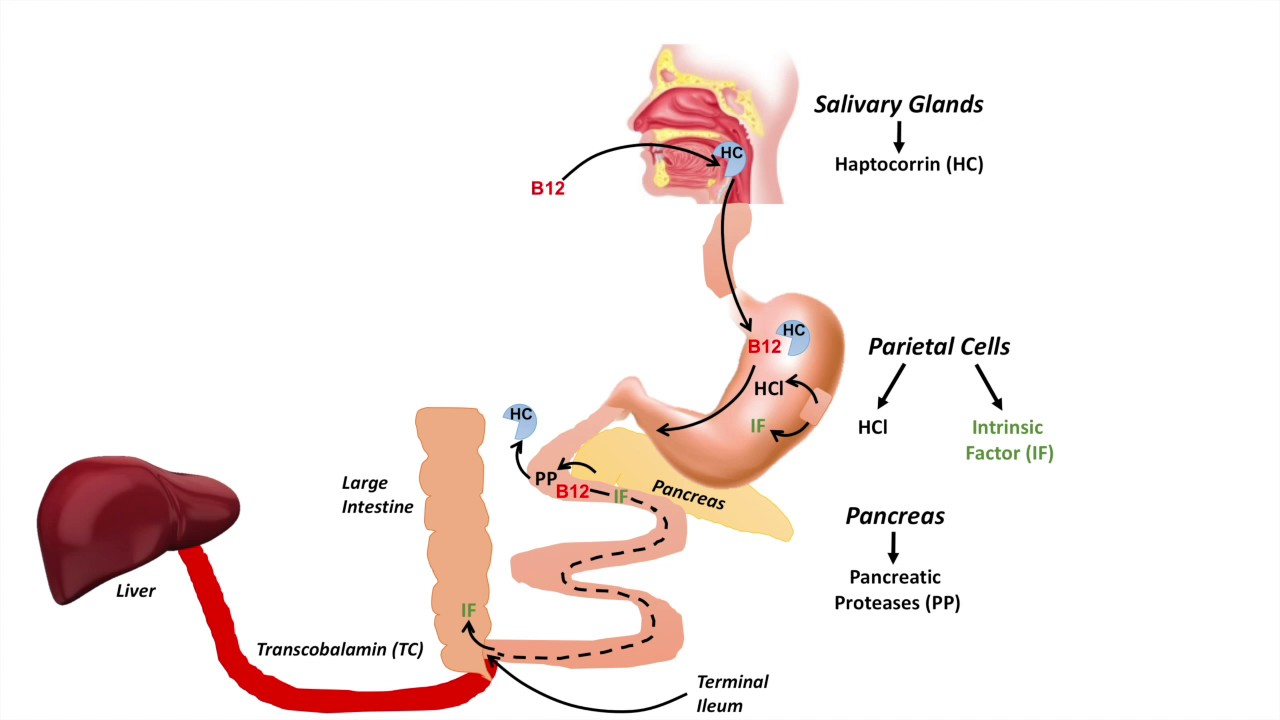 Salivary Glands
Haptocorrin (HC)
HC
B12
HC
B12
HCl
IF
Parietal Cells
HCl
Intrinsic
Factor (IF)
HC
PP
B12
IF
Pancreas
Large
Intestine
Pancreas
Pancreatic
Proteases (PP)
Liver
IF
Transcobalamin (TC)
Terminal
Ileum